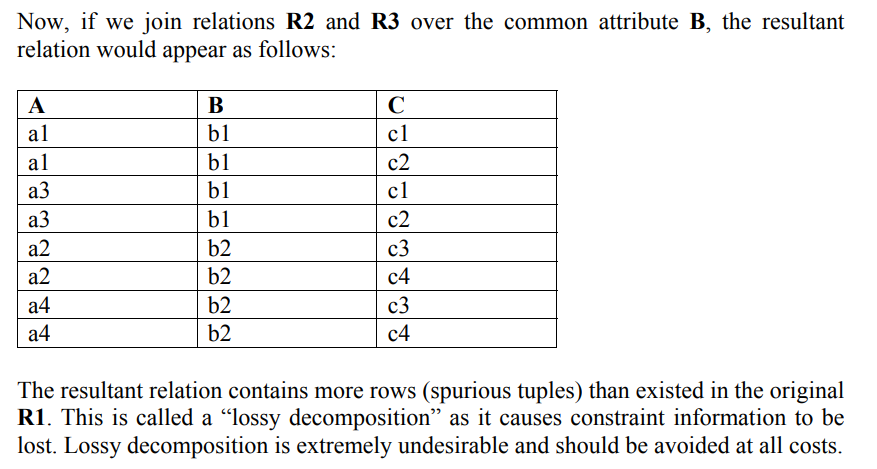 Now, if we join relations R2 and R3 over the common attribute B, the resultant
relation would appear as follows:
A B C
a1 b1 c1
a1 b1 c2
a3 b1 c1
a3 b1 c2
a2 b2 c3
a2 b2 c4
a4 b2 c3
a4 b2 c4
The resultant relation contains more rows (spurious tuples) than existed in the original
R1. This is called a “lossy decomposition” as it causes constraint information to be
lost. Lossy decomposition is extremely undesirable and should be avoided at all costs.